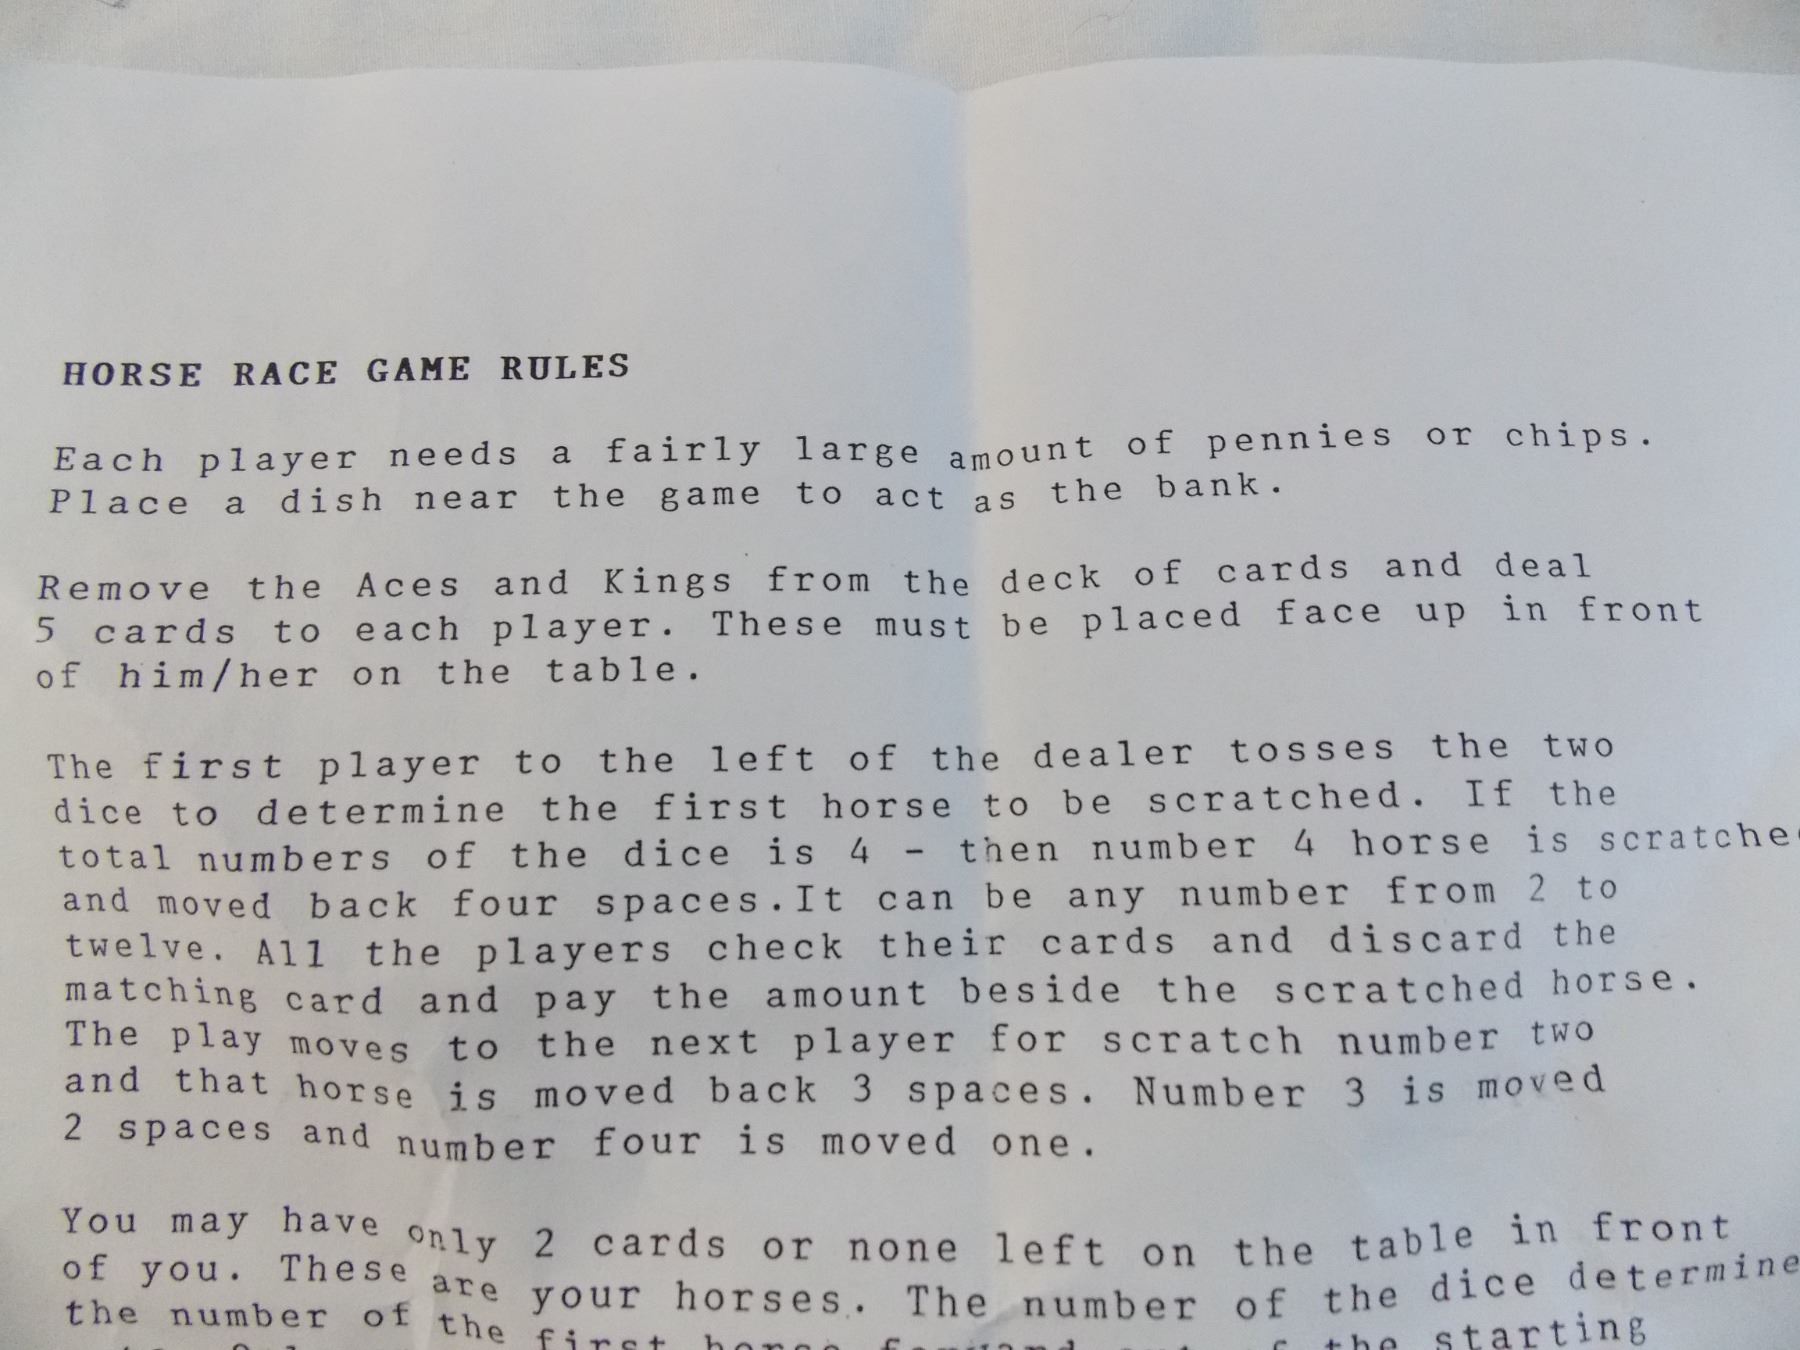 HORSE RACE GAME RULES
Each player needs a fairly large amount of pennies or chips.
Place a dish near the game to act as the bank.
Remove the Aces and Kings from the deck of cards and deal
5 cards to each player. These must be placed face up in front
of him/her on the table.
The first player to the left of the dealer tosses the two
dice to determine the first horse to be scratched. If the
total numbers of the dice is 4 - then number 4 horse is scratche
and moved back four spaces.It can be any number from 2 to
twelve. All the players check their cards and discard the
matching card and pay the amount beside the scratched horse.
The play moves to the next player for scratch number two
and that horse is moved back 3 spaces. Number 3 is moved
2 spaces and number four is moved one.
You may have only 2 cards or none left on the table in front
of you. These are your horses. The number of the dice determine
the number of the first horse forward out of the starting